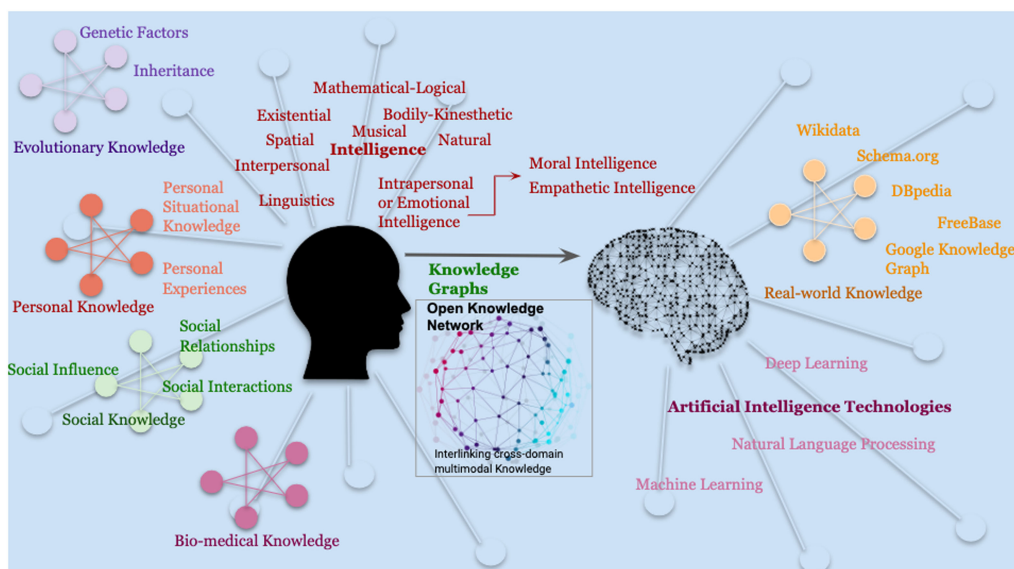 Genetic Factors
Inheritance
Evolutionary Knowledge
Mathematical-Logical
Existential
Bodily-Kinesthetic
Musical
Spatial
Natural
Intelligence
Interpersonal
Linguistics
Intrapersonal
or Emotional
Intelligence
Moral Intelligence
Empathetic Intelligence
Wikidata
Schema.org
DBpedia
FreeBase
Google Knowledge
Graph
Real-world Knowledge
Personal
Situational
Knowledge
Personal
Experiences
Personal Knowledge
Knowledge
Graphs
Open Knowledge
Network
Interlinking cross-domain
multimodal Knowledge
Social
Relationships
Social Influence
Social Interactions
Social Knowledge
Bio-medical Knowledge
Deep Learning
Artificial Intelligence Technologies
Natural Language Processing
Machine Learning